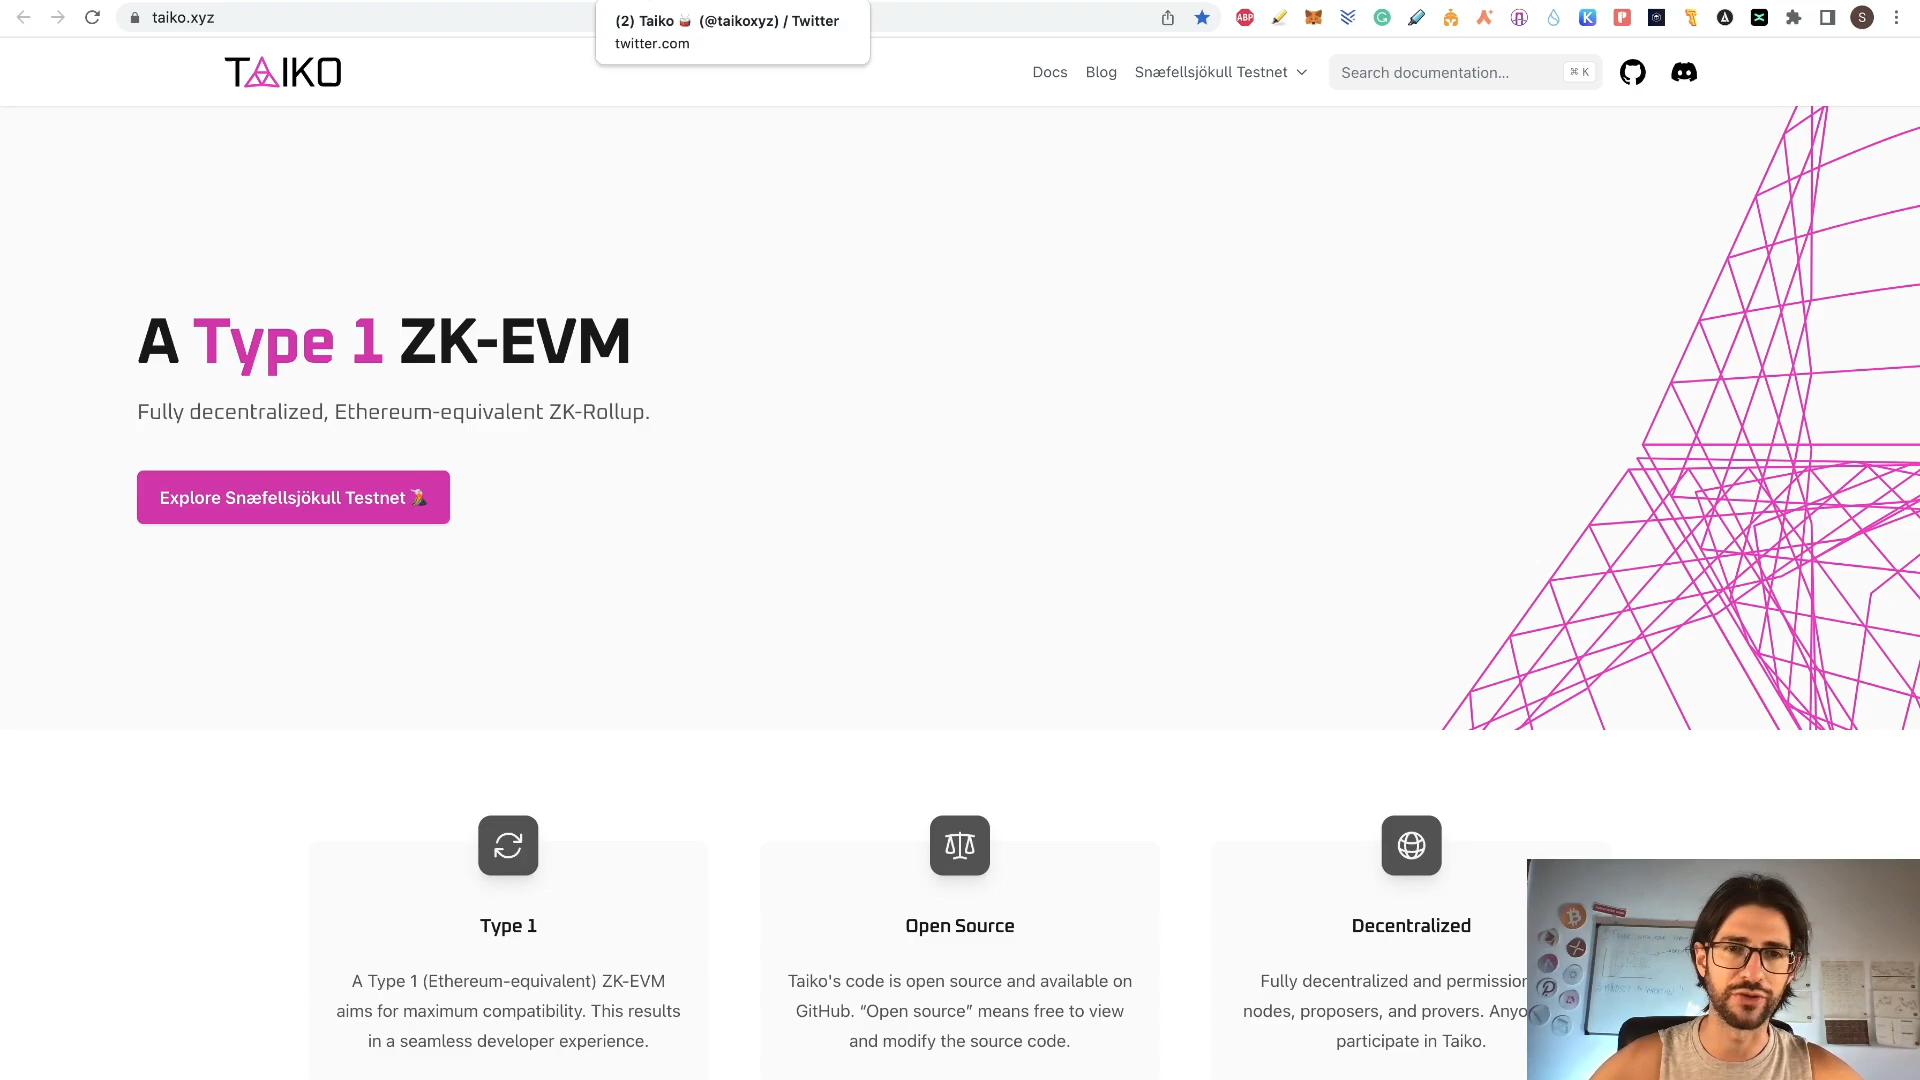 taiko.xyz
(2) Taiko 🥁 (@taikoxyz) / Twitter
twitter.com
ABP
S
TAIKO
Docs
Blog
Snæfellsjökull Testnet
Search documentation...
⌘ K
A Type 1 ZK-EVM
Fully decentralized, Ethereum-equivalent ZK-Rollup.
Explore Snæfellsjökull Testnet 🌋
Type 1
A Type 1 (Ethereum-equivalent) ZK-EVM
aims for maximum compatibility. This results
in a seamless developer experience.
Open Source
Taiko's code is open source and available on
GitHub. “Open source” means free to view
and modify the source code.
Decentralized
Fully decentralized and permission
nodes, proposers, and provers. Anyo
participate in Taiko.